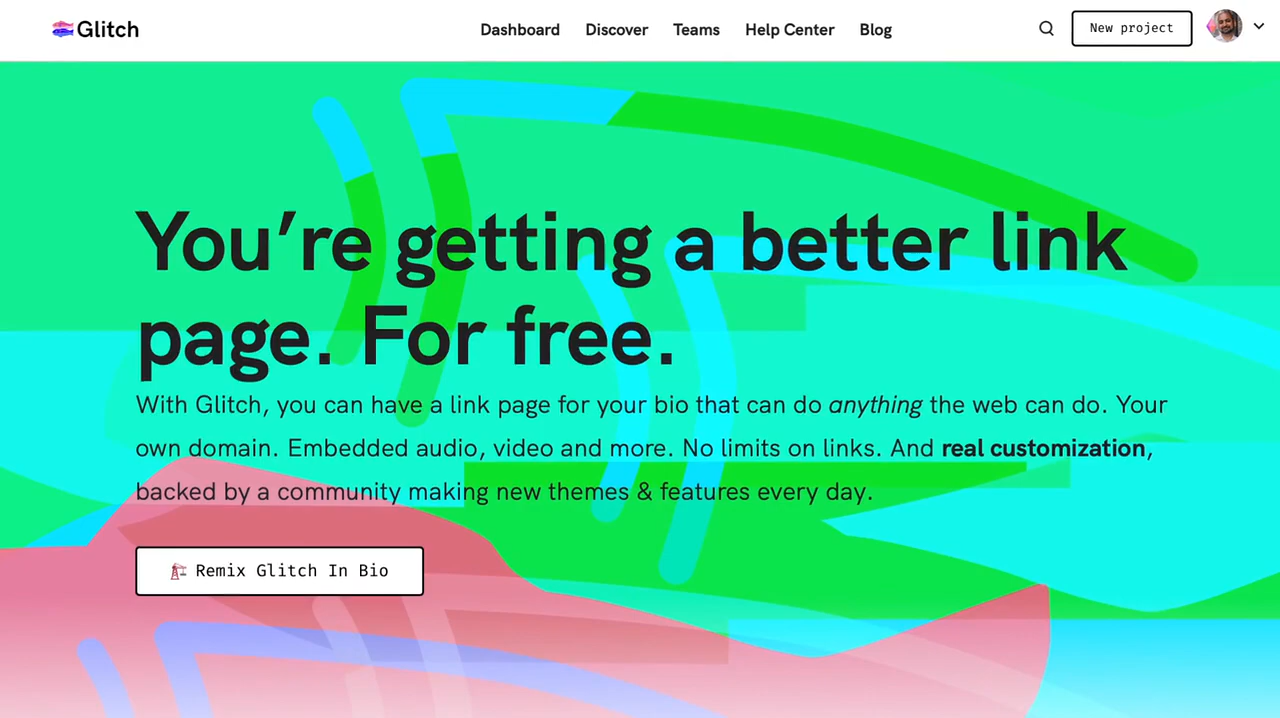 Glitch
Dashboard Discover Teams Help Center Blog
New project
You’re getting a better link
page. For free.
With Glitch, you can have a link page for your bio that can do anything the web can do. Your
own domain. Embedded audio, video and more. No limits on links. And real customization,
backed by a community making new themes & features every day.
Remix Glitch In Bio